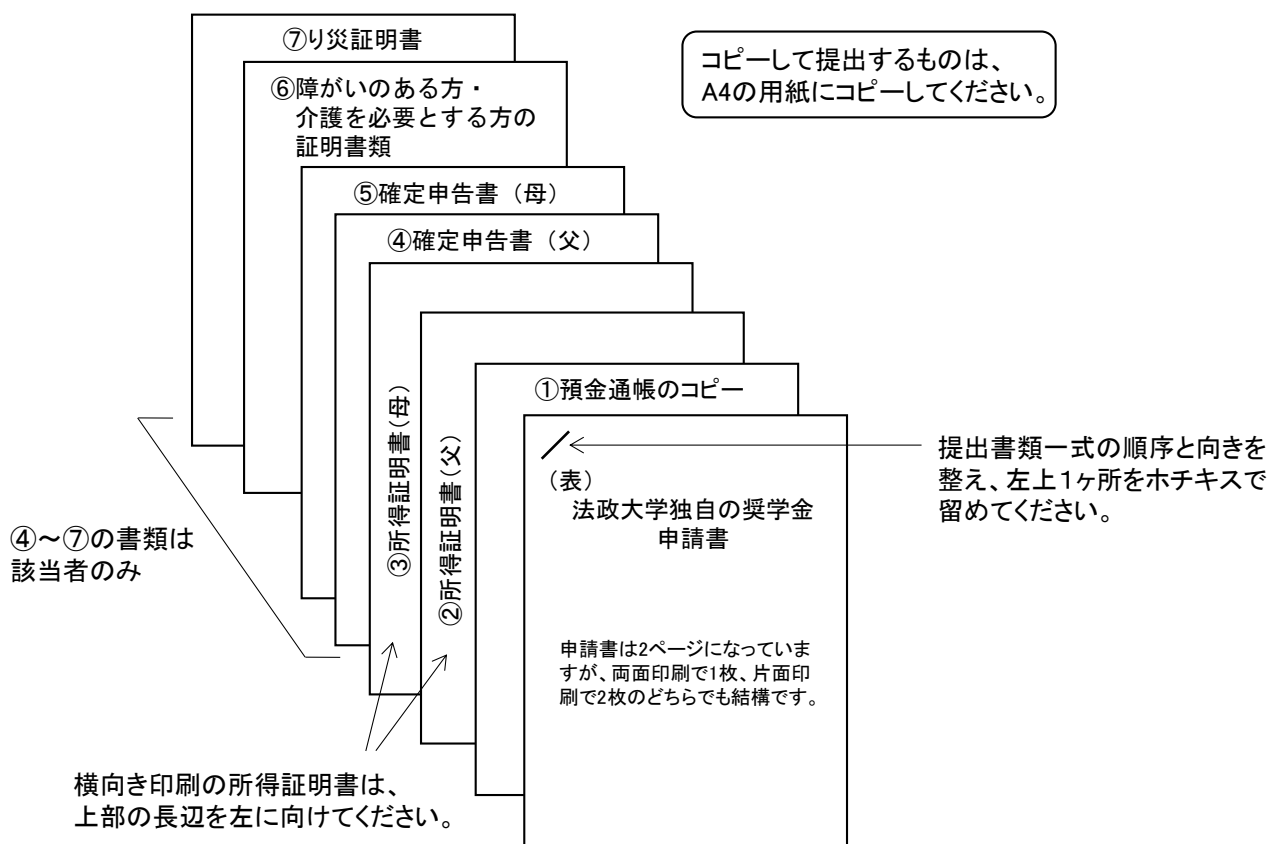 ⑦り災証明書
⑥障がいのある方・
介護を必要とする方の
証明書類
⑤確定申告書（母）
④確定申告書（父）
③所得証明書(母)
②所得証明書(父)
①預金通帳のコピー
（表）
法政大学独自の奨学金
申請書
申請書は2ページになっていま
すが、両面印刷で1枚、片面印
刷で2枚のどちらでも結構です。
コピーして提出するものは、
A4の用紙にコピーしてください。
提出書類一式の順序と向きを
整え、左上1ヶ所をホチキスで
留めてください。
④～⑦の書類は
該当者のみ
横向き印刷の所得証明書は、
上部の長辺を左に向けてください。